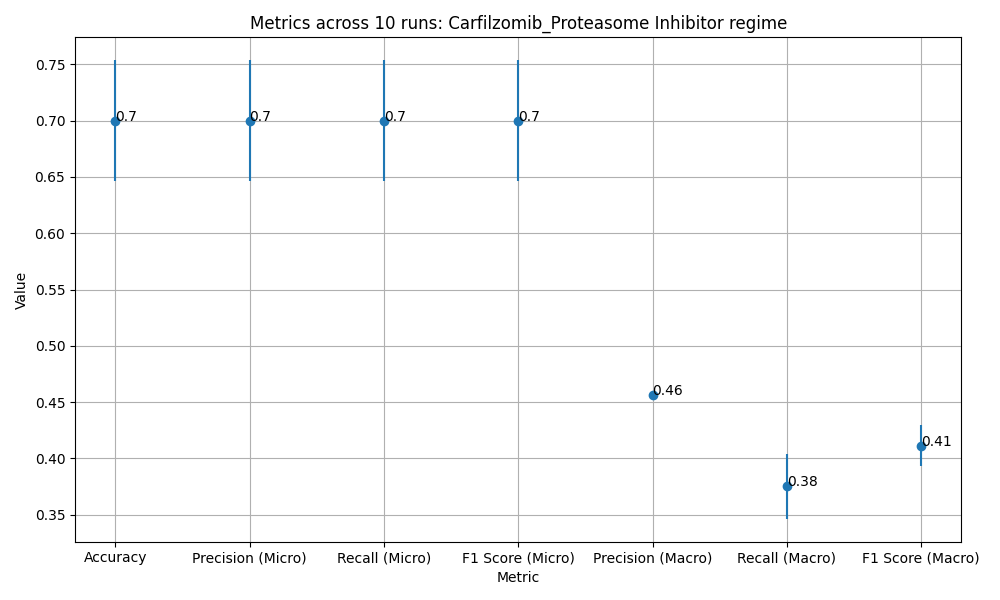 Metrics across 10 runs: Carfilzomib_Proteasome Inhibitor regime
Value
0.75
0.70
0.65
0.60
0.55
0.50
0.45
0.40
0.35
0.7
0.7
0.7
0.7
0.46
0.38
0.41
Accuracy
Precision (Micro)
Recall (Micro)
F1 Score (Micro)
Precision (Macro)
Recall (Macro)
F1 Score (Macro)
Metric